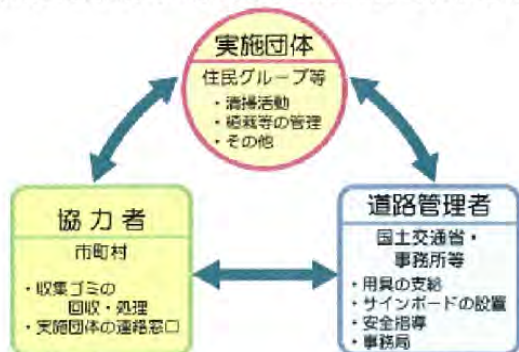 実施団体
住民グループ等
・清掃活動
・植栽等の管理
・その他
協力者
市町村
・収集ゴミの
回収・処理
・実施団体の連絡窓口
道路管理者
国土交通省・
事務所等
・用具の支給
・サインボードの設置
・安全指導
・事務局